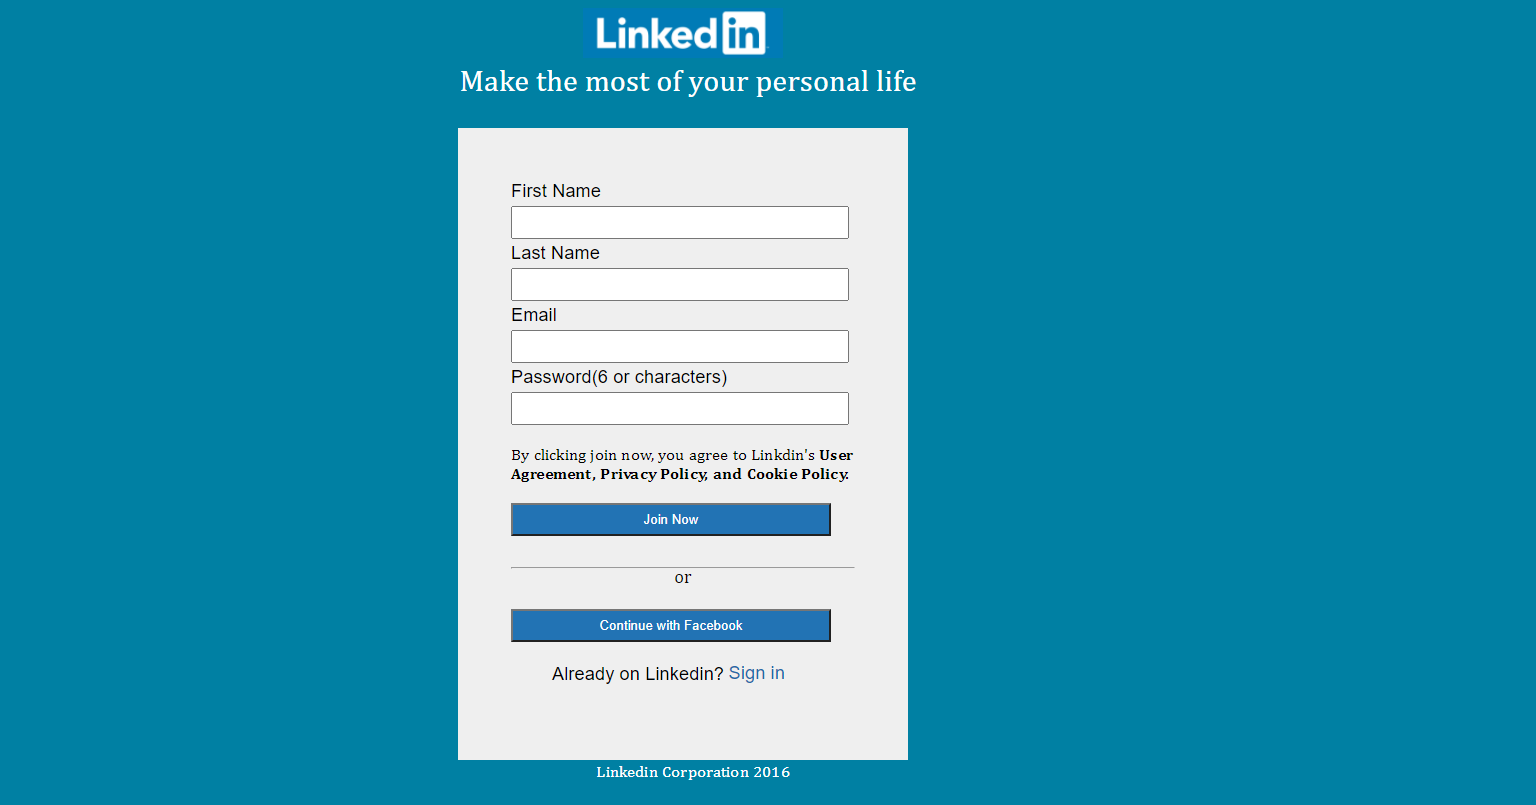 Linkedin
Make the most of your personal life
First Name
Last Name
Email
Password(6 or characters)
By clicking join now, you agree to Linkdin's User
Agreement, Privacy Policy, and Cookie Policy.
Join Now
or
Continue with Facebook
Already on Linkedin? Sign in
Linkedin Corporation 2016